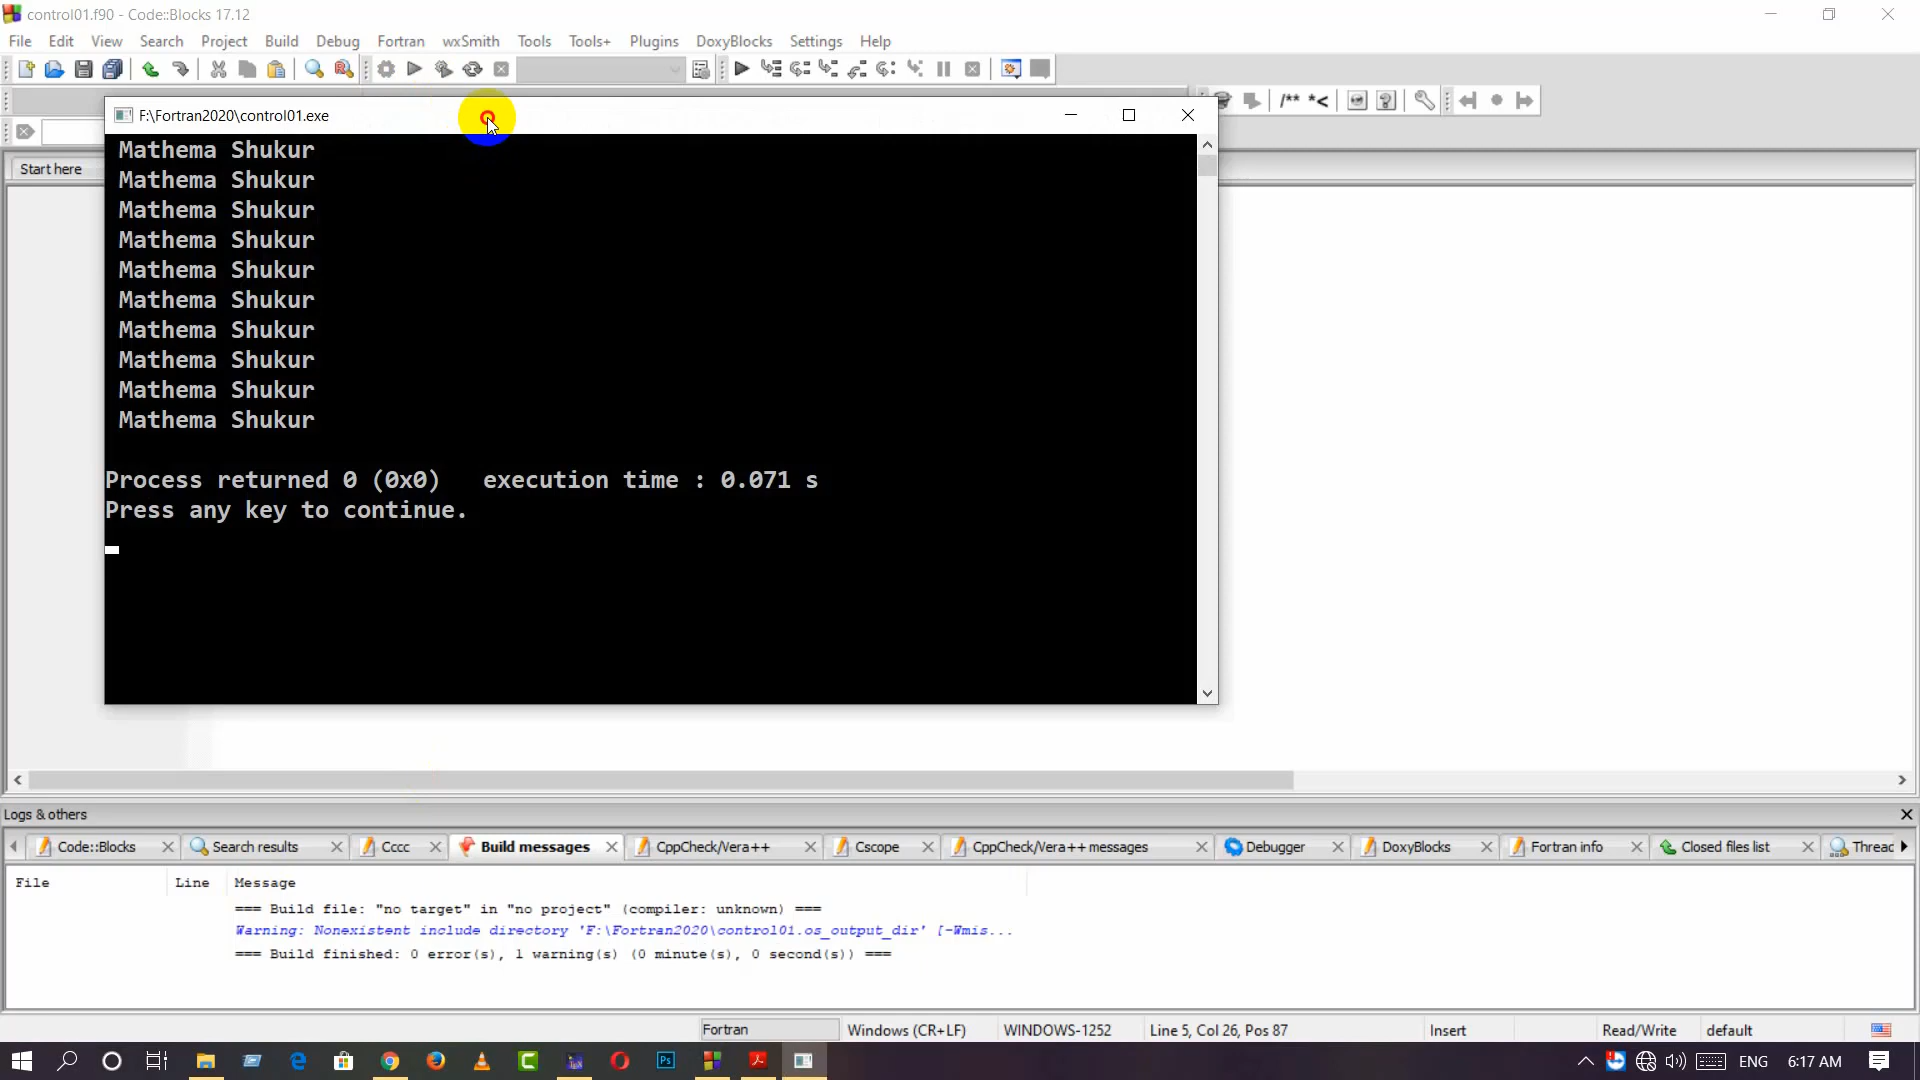 control01.f90 - Code::Blocks 17.12
File Edit View Search Project Build Debug Fortran wxSmith Tools Tools+ Plugins DoxyBlocks Settings Help
/** *<
F:\Fortran2020\control01.exe
Start here
Mathema Shukur
Mathema Shukur
Mathema Shukur
Mathema Shukur
Mathema Shukur
Mathema Shukur
Mathema Shukur
Mathema Shukur
Mathema Shukur
Mathema Shukur
Process returned 0 (0x0)   execution time : 0.071 s
Press any key to continue.
Logs & others
Code::Blocks Search results Cccc Build messages CppCheck/Vera++ Cscope CppCheck/Vera++ messages Debugger DoxyBlocks Fortran info Closed files list Threac
File Line Message
=== Build file: "no target" in "no project" (compiler: unknown) ===
Warning: Nonexistent include directory 'F:\Fortran2020\control01.os_output_dir' [-Wmis...
=== Build finished: 0 error(s), 1 warning(s) (0 minute(s), 0 second(s)) ===
Fortran Windows (CR+LF) WINDOWS-1252 Line 5, Col 26, Pos 87 Insert Read/Write default
Ps ENG 6:17 AM